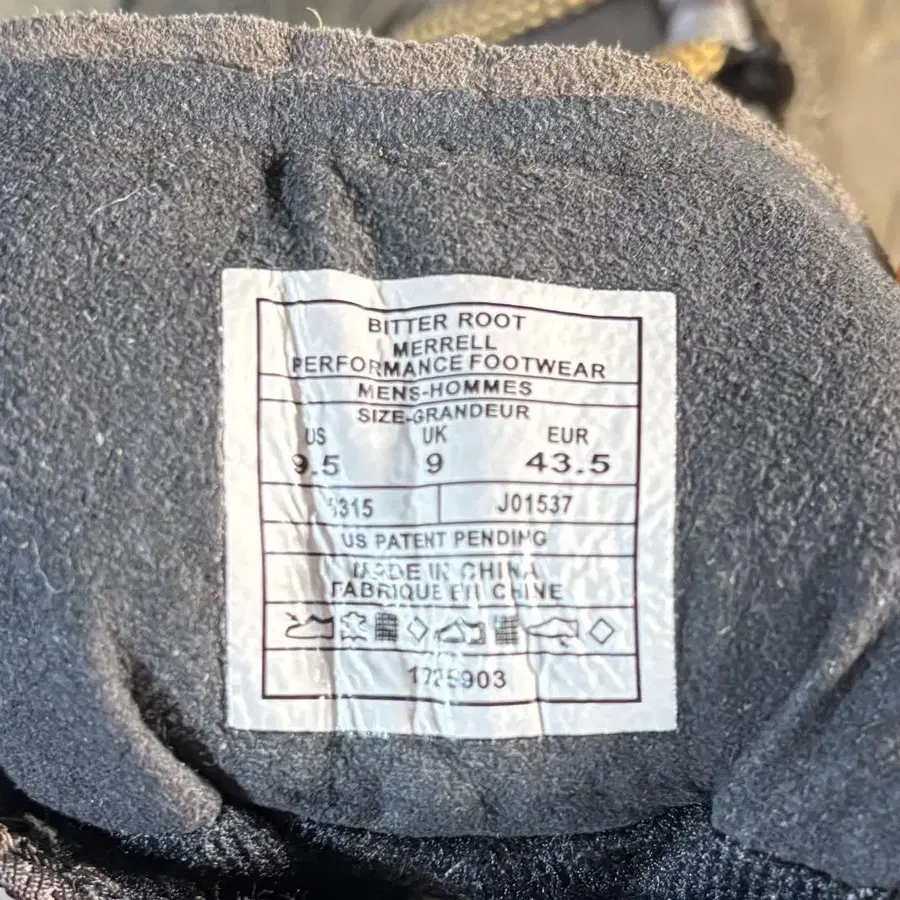 BITTER ROOT
MERRELL
PERFORMANCE FOOTWEAR
MENS-HOMMES
SIZE-GRANDEUR
US UK EUR
9.5 9 43.5
J01537
US PATENT PENDING
MADE IN CHINA
FABRIQUE EN CHINE